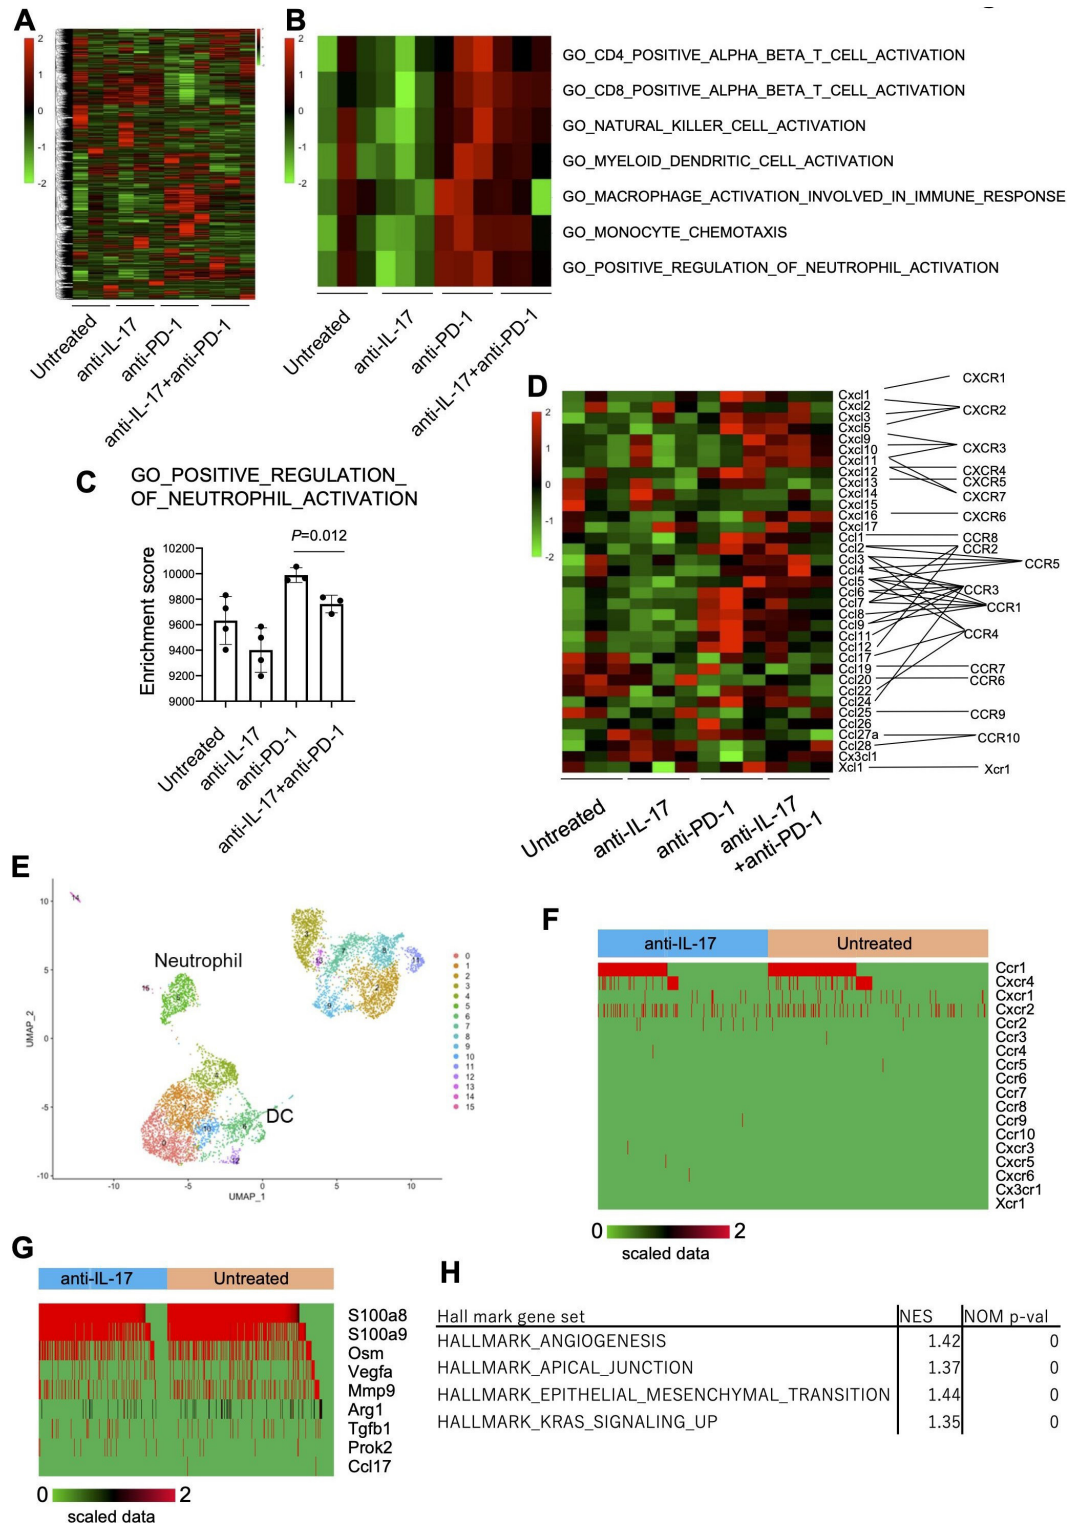 A
B
2
1
0
-1
-2
2
1
0
-1
-2
GO_CD4_POSITIVE_ALPHA_BETA_T_CELL_ACTIVATION
GO_CD8_POSITIVE_ALPHA_BETA_T_CELL_ACTIVATION
GO_NATURAL_KILLER_CELL_ACTIVATION
GO_MYELOID_DENDRITIC_CELL_ACTIVATION
GO_MACROPHAGE_ACTIVATION_INVOLVED_IN_IMMUNE_RESPONSE
GO_MONOCYTE_CHEMOTAXIS
GO_POSITIVE_REGULATION_OF_NEUTROPHIL_ACTIVATION
Untreated
anti-IL-17
anti-PD-1
anti-IL-17+anti-PD-1
Untreated
anti-IL-17
anti-PD-1
anti-IL-17+anti-PD-1
C
GO_POSITIVE_REGULATION_
OF_NEUTROPHIL_ACTIVATION
P=0.012
Enrichment score
10200
10000
9800
9600
9400
9200
9000
Untreated
anti-IL-17
anti-PD-1
anti-IL-17+anti-PD-1
D
2
1
0
-1
-2
Cxcl1
Cxcl2
Cxcl3
Cxcl5
Cxcl9
Cxcl10
Cxcl11
Cxcl12
Cxcl13
Cxcl14
Cxcl15
Cxcl16
Cxcl17
Ccl1
Ccl2
Ccl3
Ccl4
Ccl5
Ccl6
Ccl7
Ccl8
Ccl9
Ccl11
Ccl12
Ccl17
Ccl19
Ccl20
Ccl22
Ccl24
Ccl25
Ccl26
Ccl27a
Ccl28
Cx3cl1
Xcl1
CXCR1
CXCR2
CXCR3
CXCR4
CXCR5
CXCR7
CXCR6
CCR8
CCR2
CCR5
CCR3
CCR1
CCR4
CCR7
CCR6
CCR9
CCR10
Xcr1
Untreated
anti-IL-17
anti-PD-1
anti-IL-17
+anti-PD-1
E
Neutrophil
DC
10
5
0
-5
-10
UMAP_2
-10
-5
0
5
10
UMAP_1
0
1
2
3
4
5
6
7
8
9
10
11
12
13
14
15
F
anti-IL-17
Untreated
Ccr1
Cxcr4
Cxcr1
Cxcr2
Ccr2
Ccr3
Ccr4
Ccr5
Ccr6
Ccr7
Ccr8
Ccr9
Ccr10
Cxcr3
Cxcr5
Cxcr6
Cx3cr1
Xcr1
0
2
scaled data
G
anti-IL-17
Untreated
S100a8
S100a9
Osm
Vegfa
Mmp9
Arg1
Tgfb1
Prok2
Ccl17
0
2
scaled data
H
Hall mark gene set NES NOM p-val
HALLMARK_ANGIOGENESIS 1.42 0
HALLMARK_APICAL_JUNCTION 1.37 0
HALLMARK_EPITHELIAL_MESENCHYMAL_TRANSITION 1.44 0
HALLMARK_KRAS_SIGNALING_UP 1.35 0